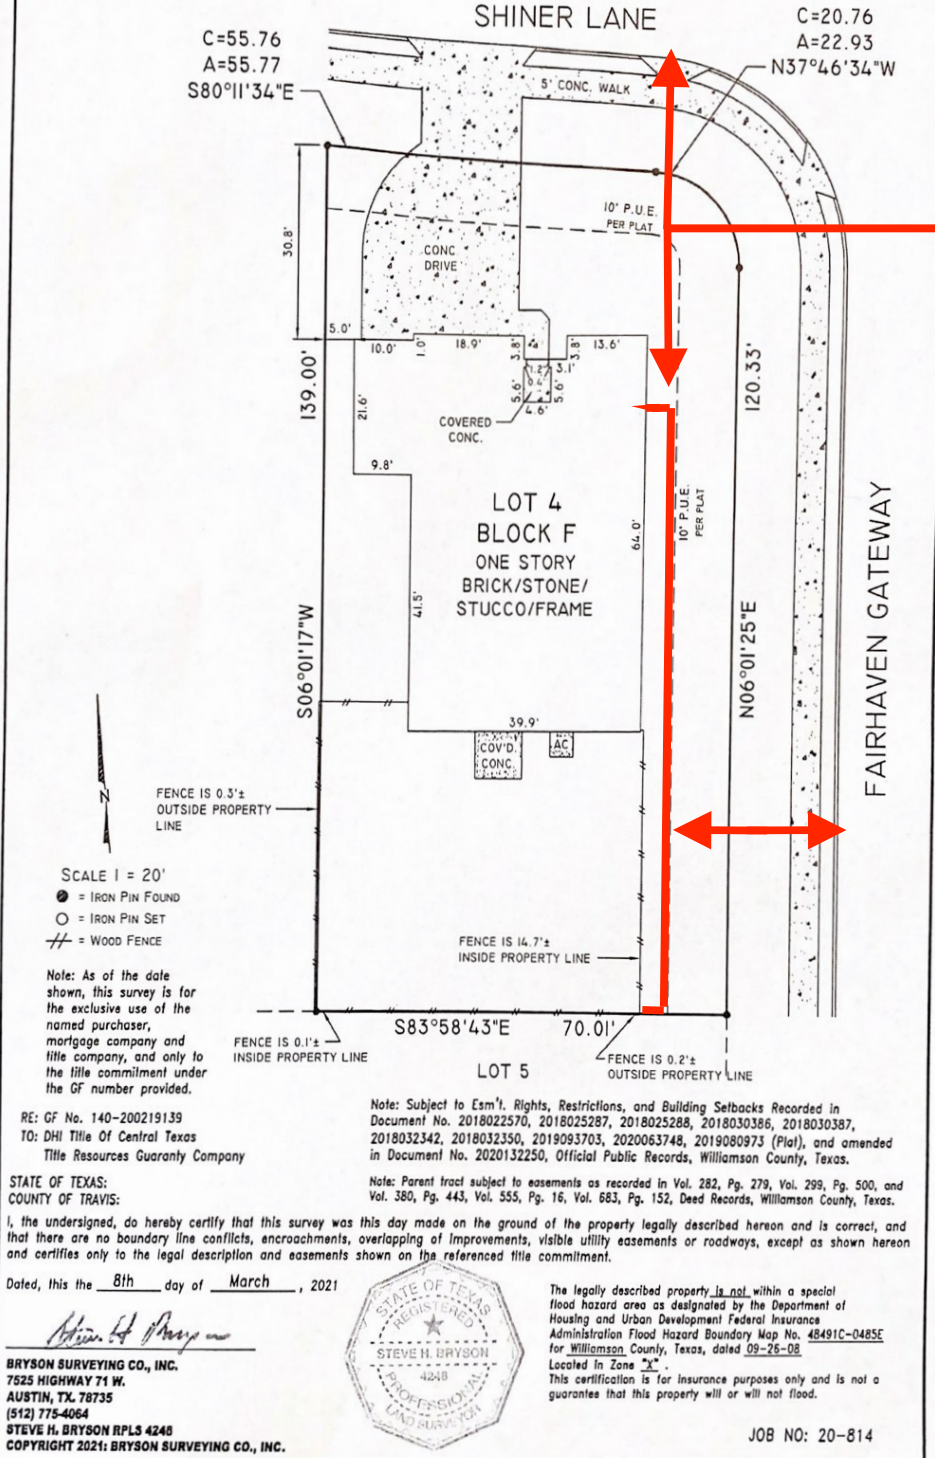 SHINER LANE
C=55.76
A=55.77
S80°11'34"E
C=20.76
A=22.93
N37°46'34"W
5' CONC. WALK
10' P.U.E.
PER PLAT
30.8'
CONC
DRIVE
5.0'
10.0'
1.0'
18.9'
3.8'
4'
3.8'
13.6'
1.2'
0.4'
3.1'
5.6'
5.6'
4.6'
139.00'
120.33'
21.6'
COVERED
CONC.
9.8'
LOT 4
BLOCK F
ONE STORY
BRICK/STONE/
STUCCO/FRAME
64.0'
10' P.U.E.
PER PLAT
41.5'
S06°01'17"W
N06°01'25"E
FAIRHAVEN GATEWAY
39.9'
COV'D.
CONC.
AC
N
FENCE IS 0.3'±
OUTSIDE PROPERTY
LINE
SCALE 1 = 20'
= IRON PIN FOUND
= IRON PIN SET
= WOOD FENCE
FENCE IS 14.7'±
INSIDE PROPERTY LINE
Note: As of the date
shown, this survey is for
the exclusive use of the
named purchaser,
mortgage company and
title company, and only to
the title commitment under
the GF number provided.
S83°58'43"E 70.01'
FENCE IS 0.1'±
INSIDE PROPERTY LINE
LOT 5
FENCE IS 0.2'±
OUTSIDE PROPERTY LINE
RE: GF No. 140-200219139
TO: DHI Title Of Central Texas
Title Resources Guaranty Company
Note: Subject to Esm't. Rights, Restrictions, and Building Setbacks Recorded in
Document No. 2018022570, 2018025287, 2018025288, 2018030386, 2018030387,
2018032342, 2018032350, 2019093703, 2020063748, 2019080973 (Plat), and amended
in Document No. 2020132250, Official Public Records, Williamson County, Texas.
STATE OF TEXAS:
COUNTY OF TRAVIS:
Note: Parent tract subject to easements as recorded in Vol. 282, Pg. 279, Vol. 299, Pg. 500, and
Vol. 380, Pg. 443, Vol. 555, Pg. 16, Vol. 683, Pg. 152, Deed Records, Williamson County, Texas.
I, the undersigned, do hereby certify that this survey was this day made on the ground of the property legally described hereon and is correct, and
that there are no boundary line conflicts, encroachments, overlapping of improvements, visible utility easements or roadways, except as shown hereon
and certifies only to the legal description and easements shown on the referenced title commitment.
Dated, this the 8th day of March, 2021
BRYSON SURVEYING CO., INC.
7525 HIGHWAY 71 W.
AUSTIN, TX. 78735
(512) 775-4064
STEVE H. BRYSON RPLS 4248
COPYRIGHT 2021: BRYSON SURVEYING CO., INC.
STATE OF TEXAS
REGISTERED
STEVE H. BRYSON
4248
PROFESSIONAL
LAND SURVEYOR
The legally described property is not within a special
flood hazard area as designated by the Department of
Housing and Urban Development Federal Insurance
Administration Flood Hazard Boundary Map No. 48491C-0485E
for Williamson County, Texas, dated 09-26-08
Located in Zone "X".
This certification is for insurance purposes only and is not a
guarantee that this property will or will not flood.
JOB NO: 20-814